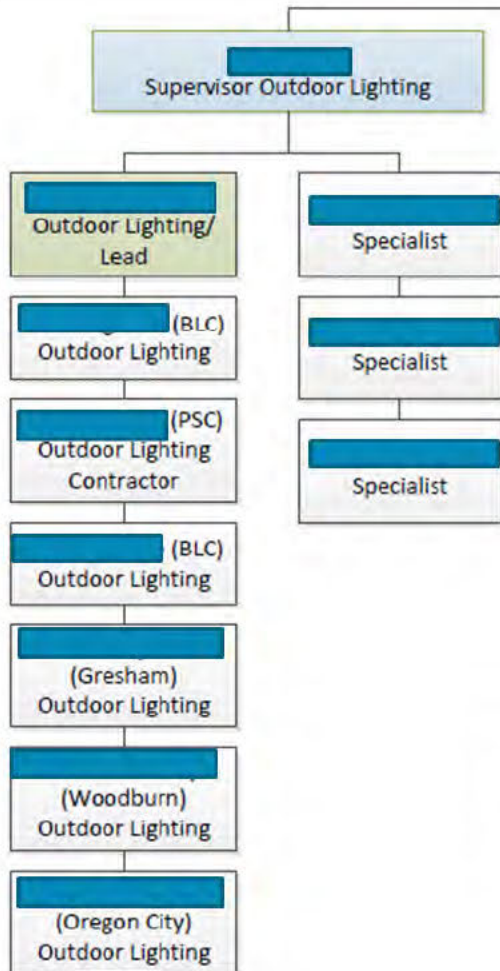 Supervisor Outdoor Lighting
Outdoor Lighting/
Lead
(BLC)
Outdoor Lighting
(PSC)
Outdoor Lighting
Contractor
(BLC)
Outdoor Lighting
(Gresham)
Outdoor Lighting
(Woodburn)
Outdoor Lighting
(Oregon City)
Outdoor Lighting
Specialist
Specialist
Specialist